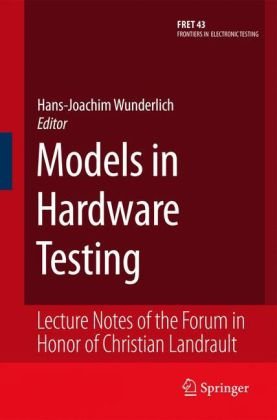 FRET 43
FRONTIERS IN ELECTRONIC TESTING
Hans-Joachim Wunderlich
Editor
Models in
Hardware
Testing
Lecture Notes of the Forum in
Honor of Christian Landrault
Springer